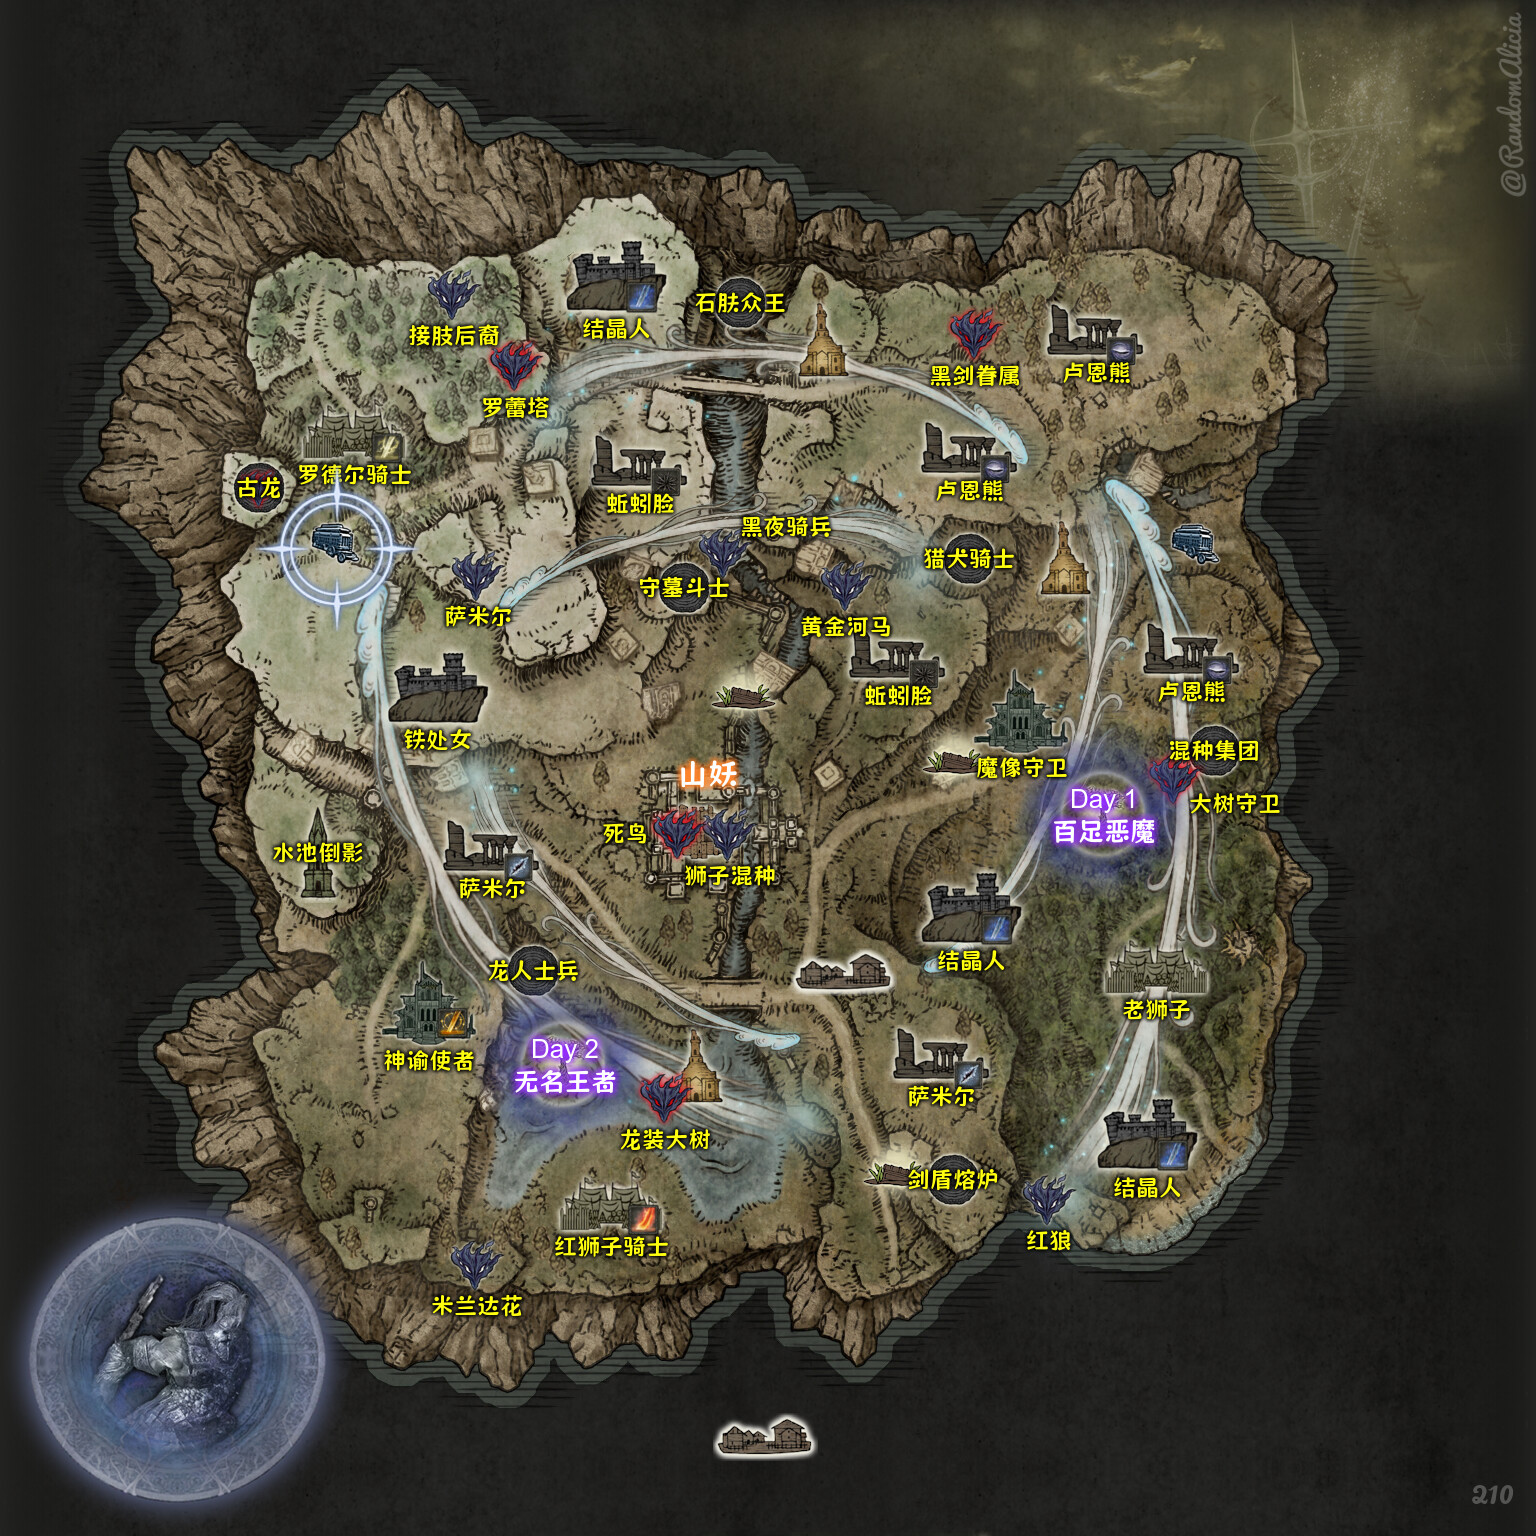 @RandomAlicia
石肤众王
结晶人
接肢后裔
黑剑眷属
卢恩熊
罗蕾塔
罗德尔骑士
古龙
蚯蚓脸
卢恩熊
黑夜骑兵
猎犬骑士
守墓斗士
萨米尔
黄金河马
蚯蚓脸
卢恩熊
铁处女
混种集团
魔像守卫
山妖
Day 1
百足恶魔
大树守卫
死鸟
水池倒影
狮子混种
萨米尔
结晶人
龙人士兵
老狮子
Day 2
无名王者
神谕使者
萨米尔
龙装大树
剑盾熔炉
结晶人
红狮子骑士
红狼
米兰达花
210